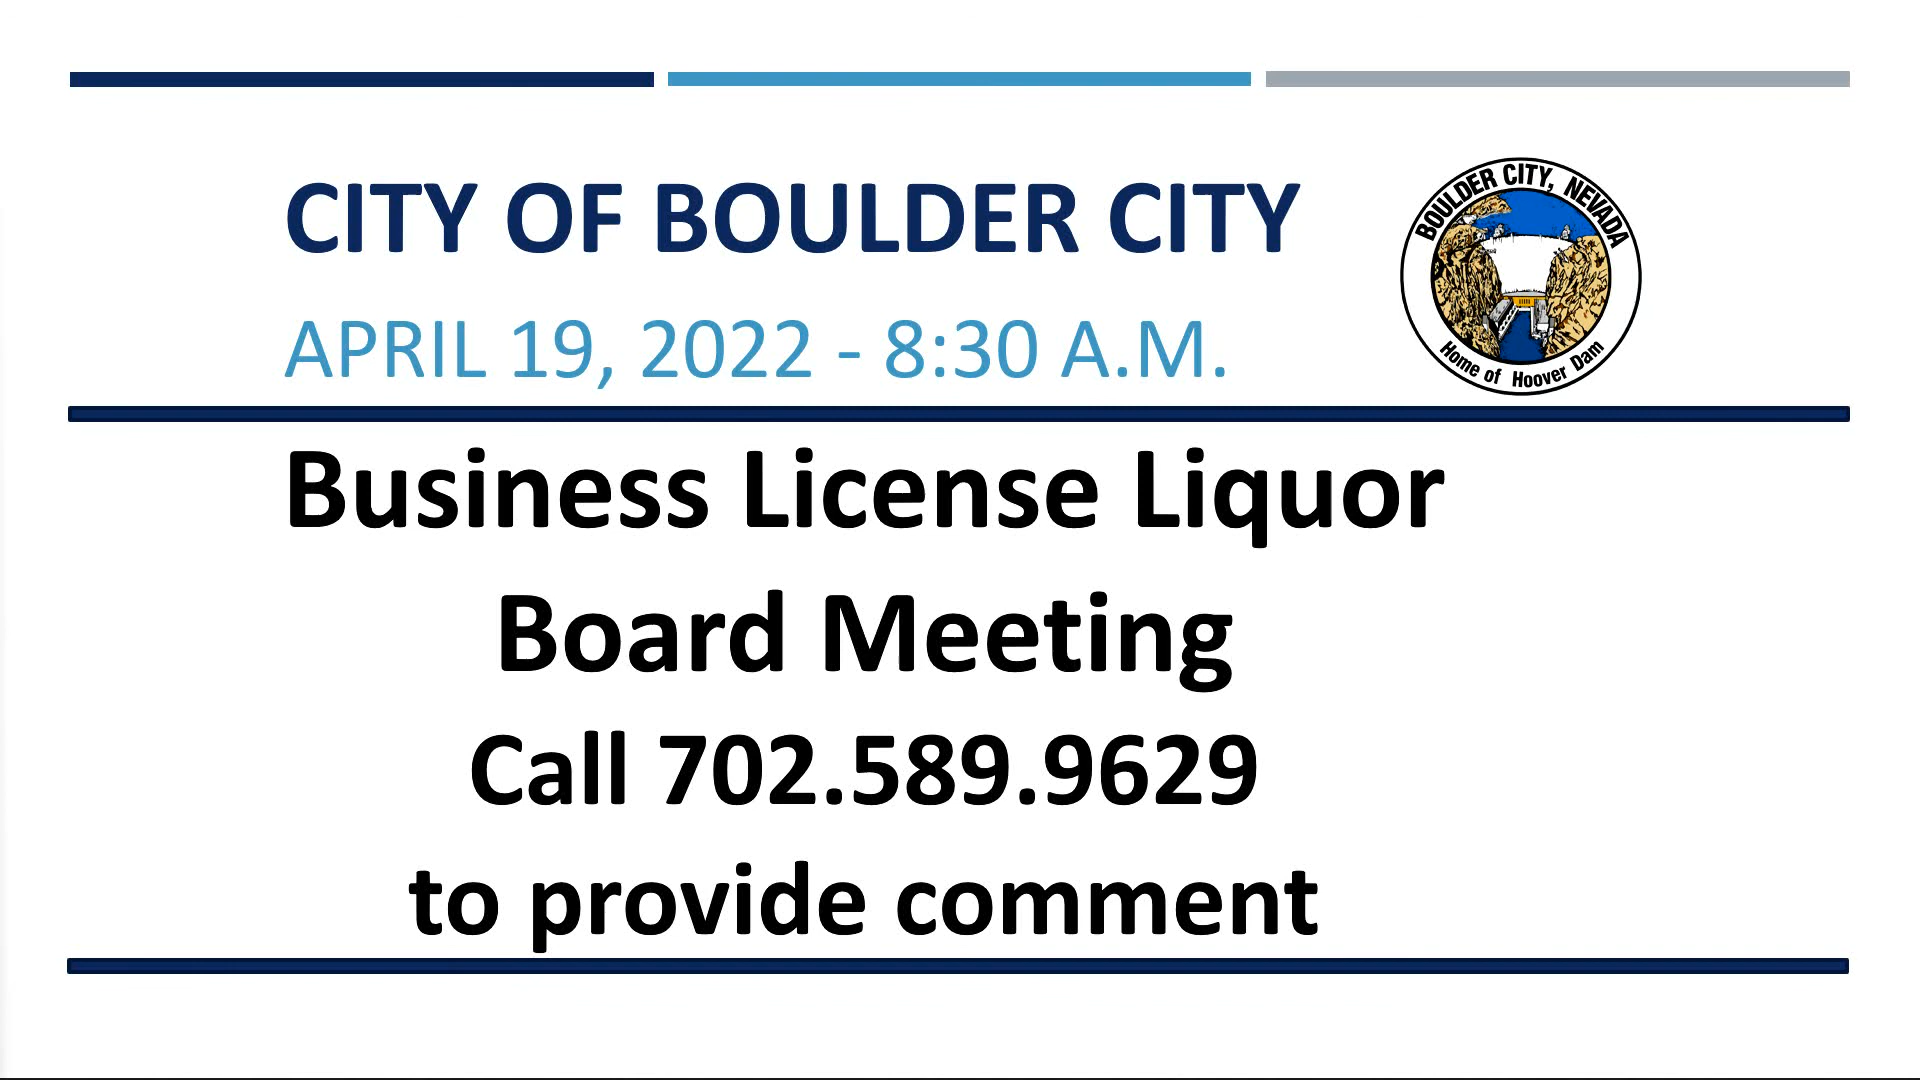 CITY OF BOULDER CITY
APRIL 19, 2022 - 8:30 A.M.
BOULDER CITY, NEVADA
Home of Hoover Dam
Business License Liquor
Board Meeting
Call 702.589.9629
to provide comment